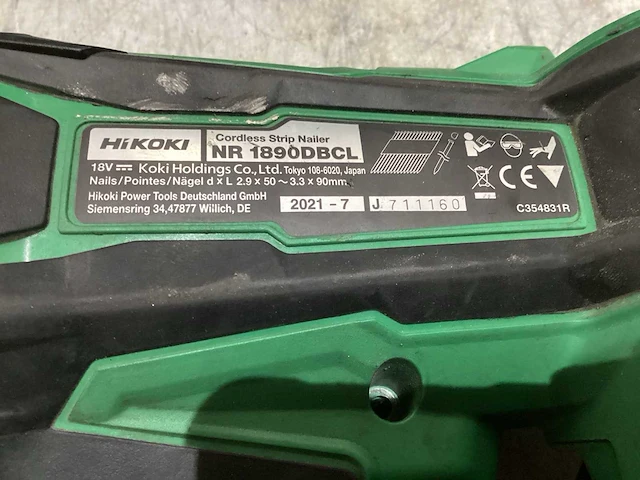 HiKOKI
Cordless Strip Nailer
NR 1890DBCL
18V ⎓ Koki Holdings Co., Ltd. Tokyo 108-6020, Japan
Nails/Pointes/Nägel d x L 2.9 x 50 ~ 3.3 x 90mm
Hikoki Power Tools Deutschland GmbH
Siemensring 34,47877 Willich, DE
2021 - 7
J 711160
CE
C354831R